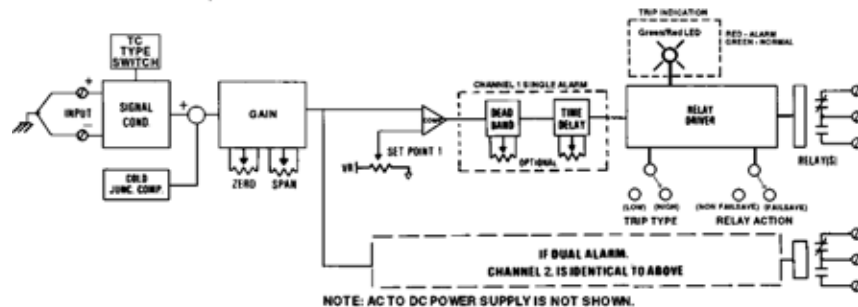 TRIP INDICATION
Green/Red LED
RED - ALARM
GREEN - NORMAL
TC
TYPE
SWITCH
CHANNEL 1 SINGLE ALARM
+
INPUT
−
SIGNAL
COND.
+
GAIN
COMP
DEAD
BAND
TIME
DELAY
RELAY
DRIVER
SET POINT 1
OPTIONAL
RELAY(S)
COLD
JUNC. COMP.
ZERO
SPAN
VR
(LOW)
(HIGH)
(NON FAILSAVE)
(FAILSAVE)
TRIP TYPE
RELAY ACTION
IF DUAL ALARM.
CHANNEL 2. IS IDENTICAL TO ABOVE
NOTE: AC TO DC POWER SUPPLY IS NOT SHOWN.